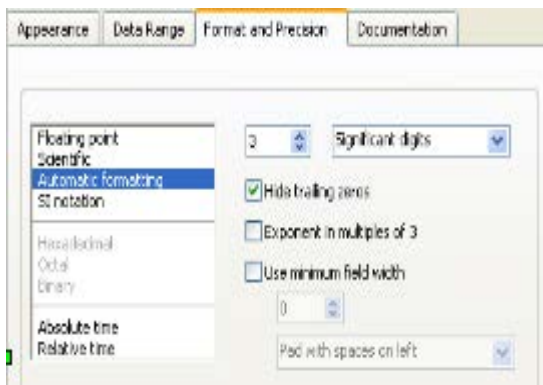 Appearance Data Range Format and Precision Documentation
Floating point
Scientific
Automatic formatting
SI notation
Hexadecimal
Octal
Binary
Absolute time
Relative time
3 Significant digits
Hide trailing zeros
Exponent in multiples of 3
Use minimum field width
0
Pad with spaces on left